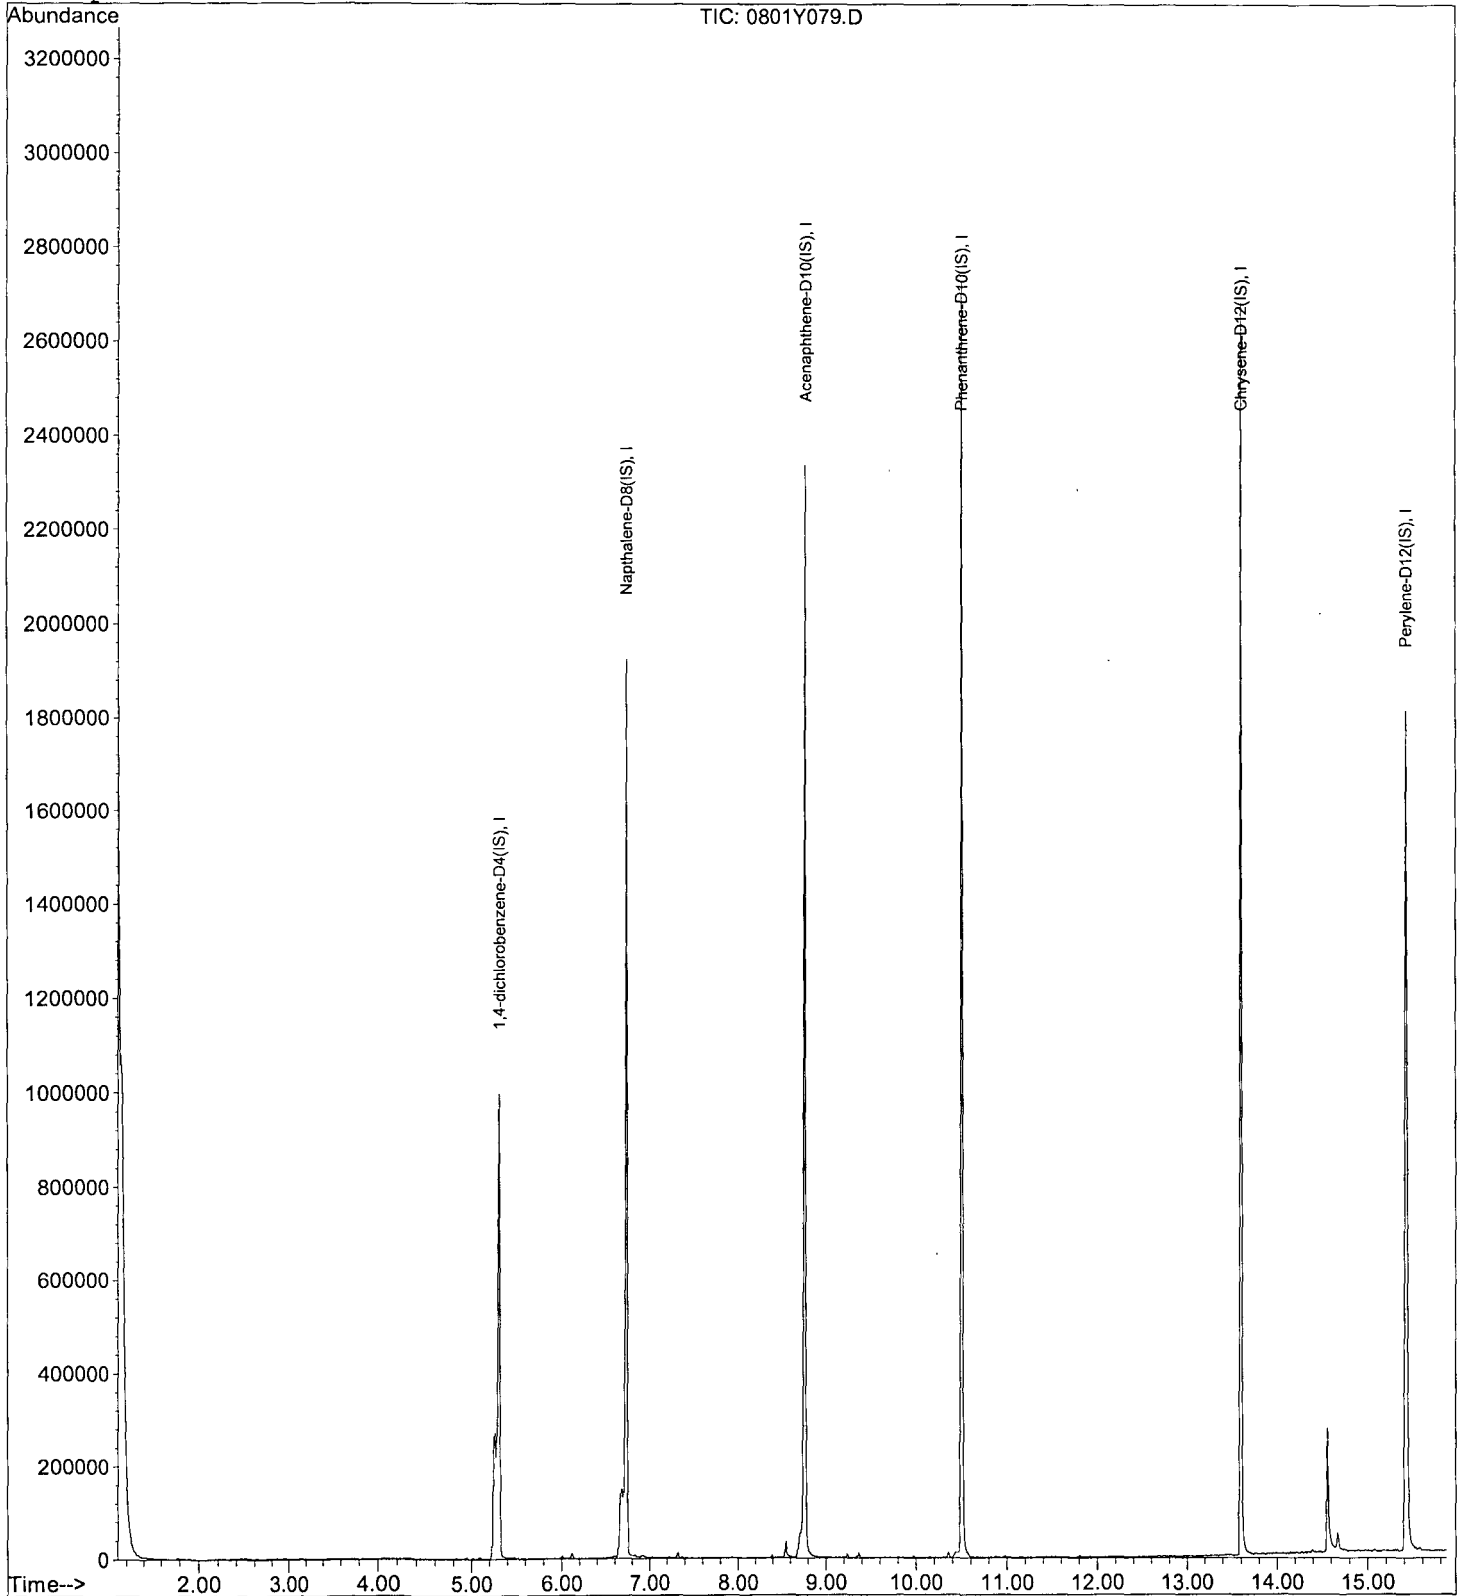 Abundance
TIC: 0801Y079.D
3200000
3000000
2800000
2600000
2400000
2200000
2000000
1800000
1600000
1400000
1200000
1000000
800000
600000
400000
200000
0
1,4-dichlorobenzene-D4(IS), I
Napthalene-D8(IS), I
Acenaphthene-D10(IS), I
Phenanthrene-D10(IS), I
Chrysene-D12(IS), I
Perylene-D12(IS), I
Time--> 2.00 3.00 4.00 5.00 6.00 7.00 8.00 9.00 10.00 11.00 12.00 13.00 14.00 15.00